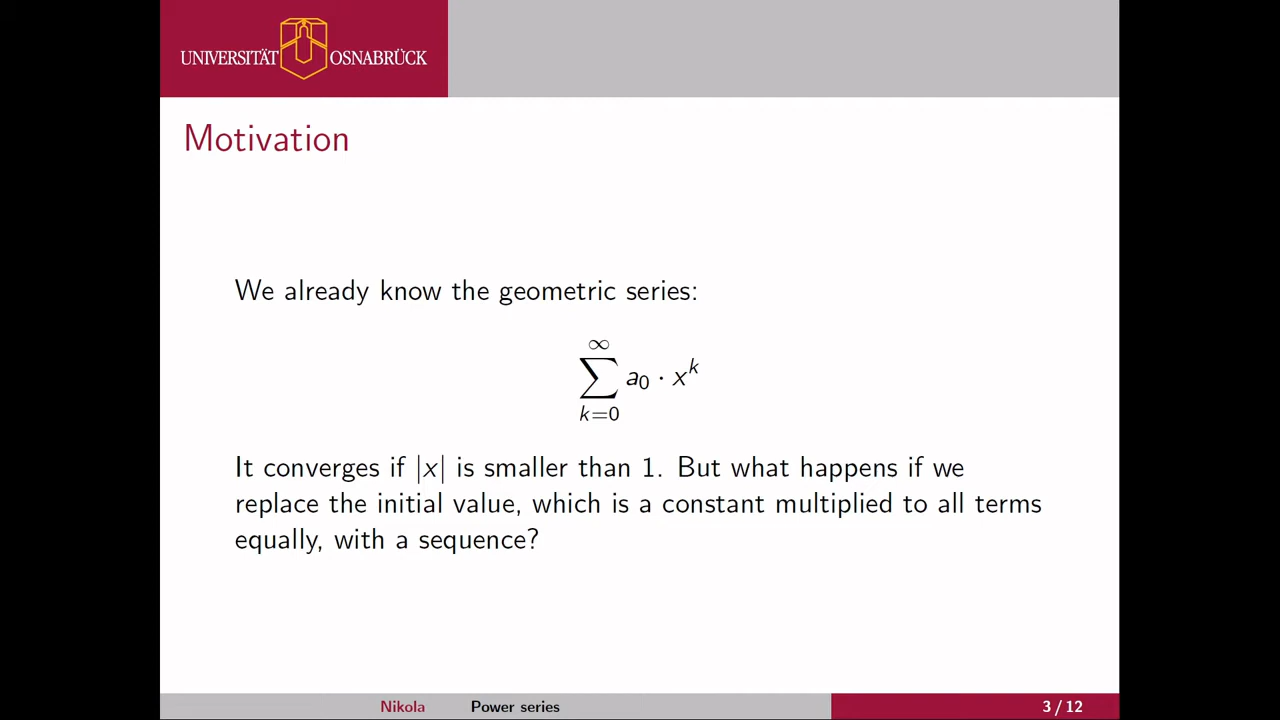 UNIVERSITÄT OSNABRÜCK
Motivation
We already know the geometric series:
∞
∑ a₀ · xᵏ
k=0
It converges if |x| is smaller than 1. But what happens if we
replace the initial value, which is a constant multiplied to all terms
equally, with a sequence?
Nikola Power series 3 / 12